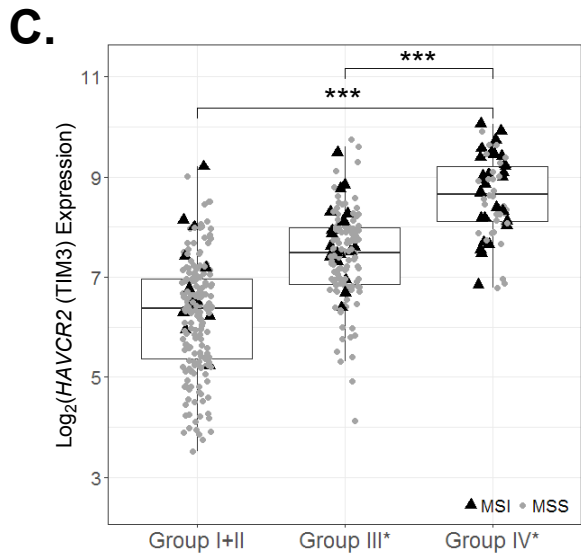 C.
***
***
Log₂(HAVCR2 (TIM3) Expression)
11
9
7
5
3
MSI MSS
Group I+II Group III* Group IV*